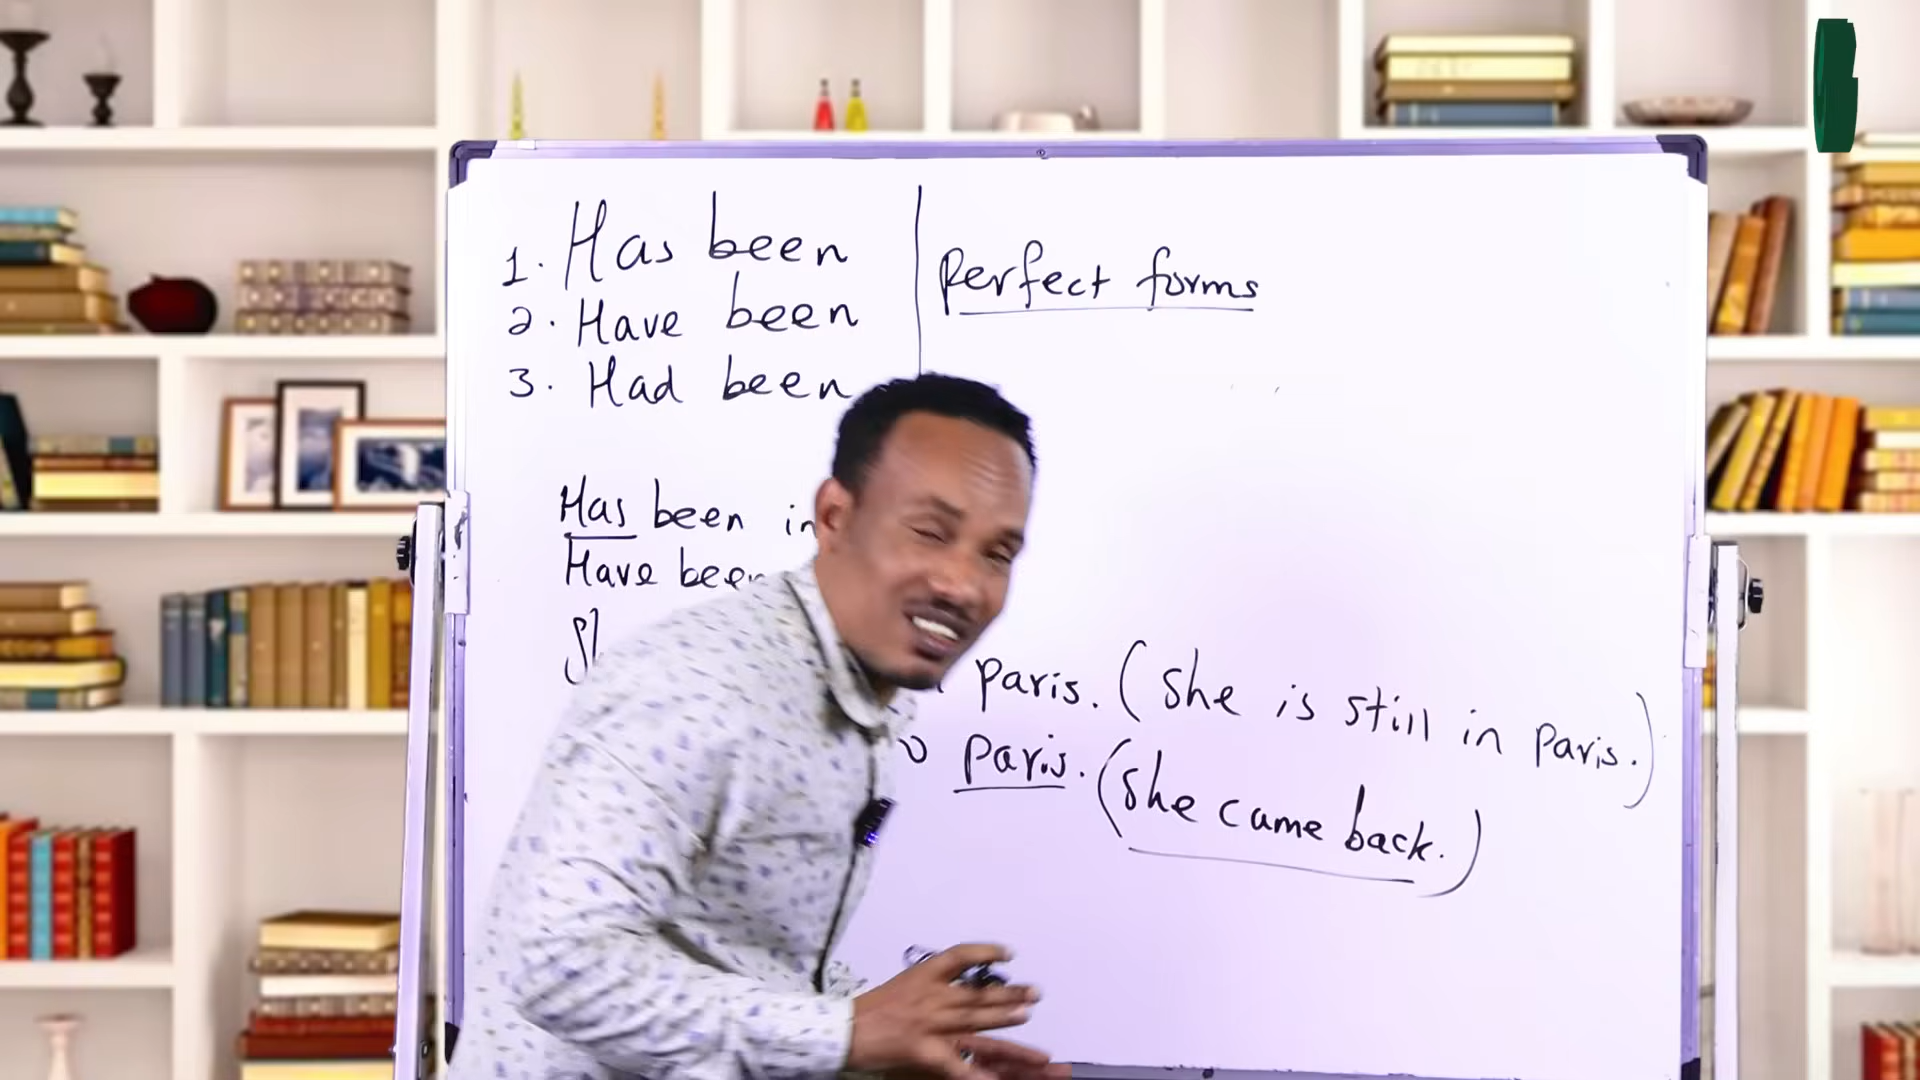 1. Has been
2. Have been
3. Had been
perfect forms
Has been in
Have been
paris. (she is still in paris.)
paris. (she came back.)